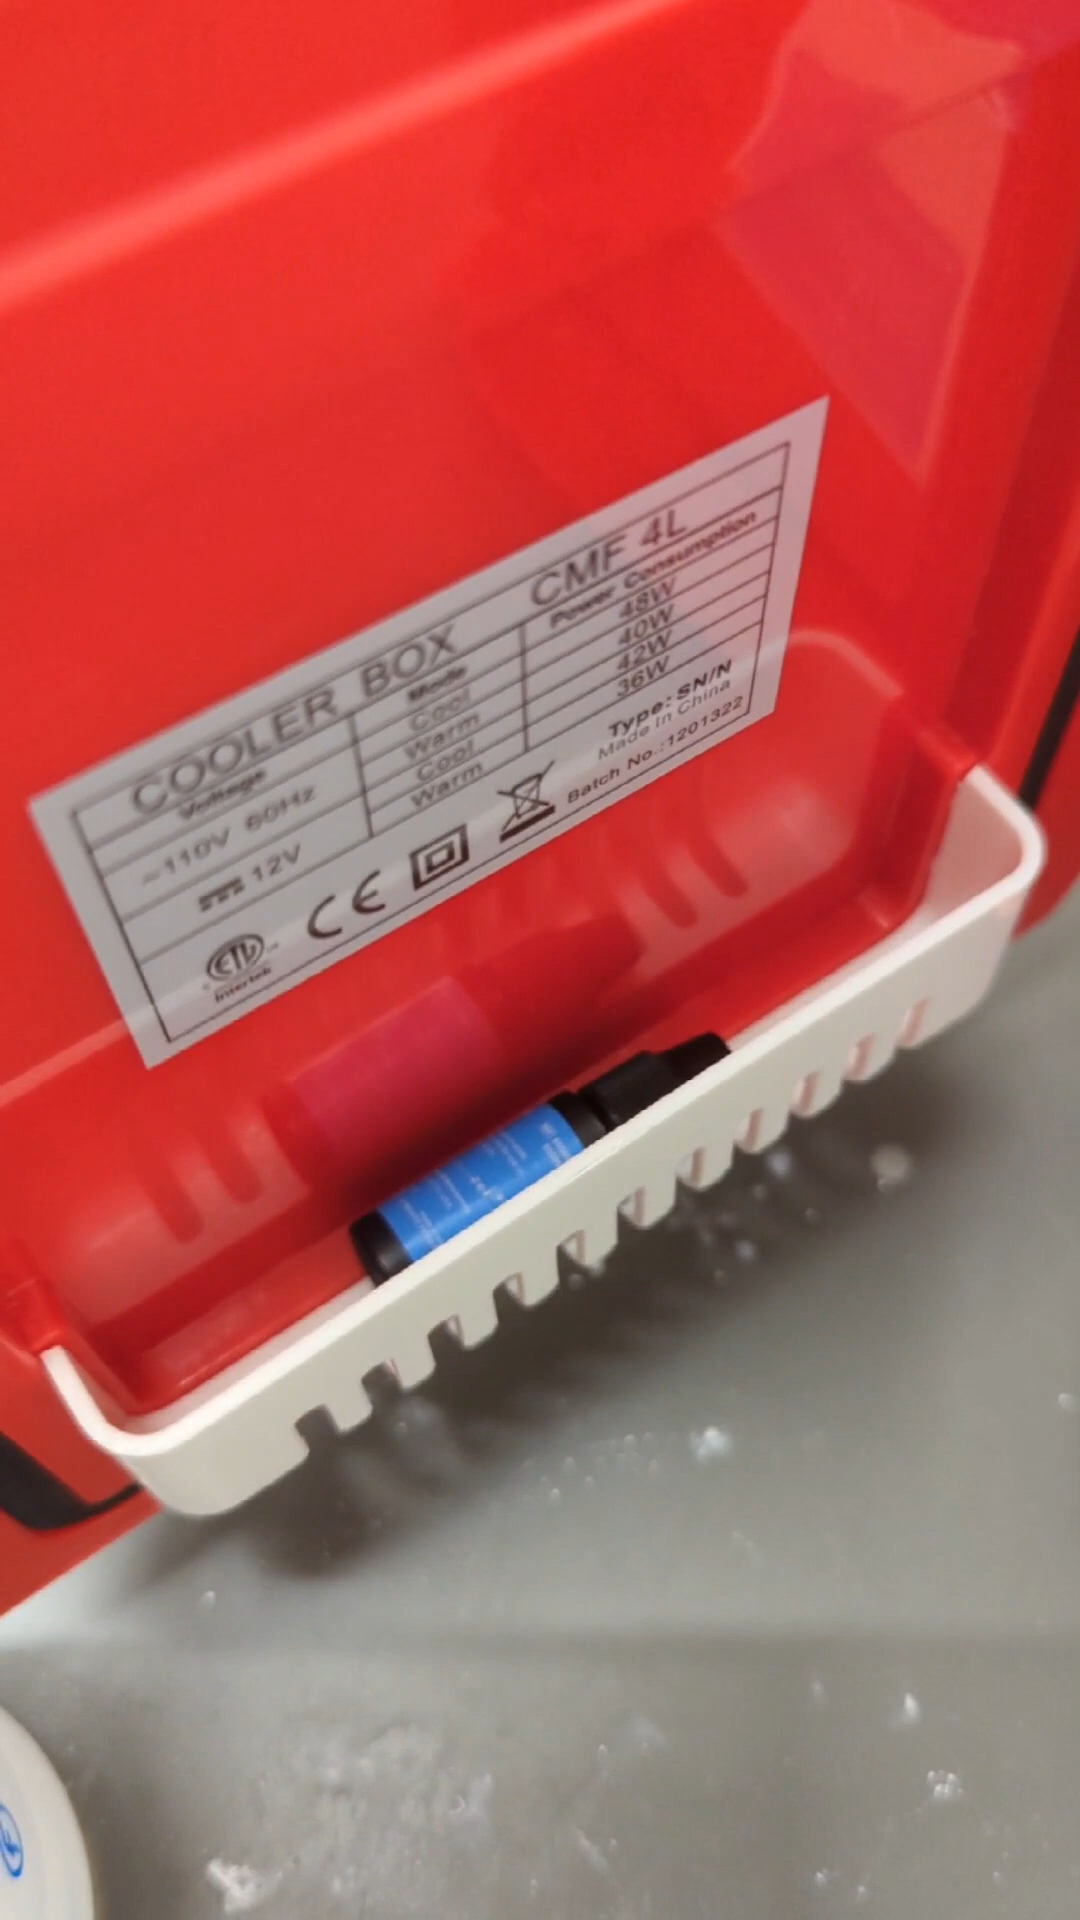 COOLER BOX CMF 4L
Voltage Mode Power Consumption
~110V 60Hz Cool 48W
Warm 40W
12V Cool 42W
Warm 36W
Type: SN/N
Made in China
Batch No.:1201322
CE
ETL
Intertek